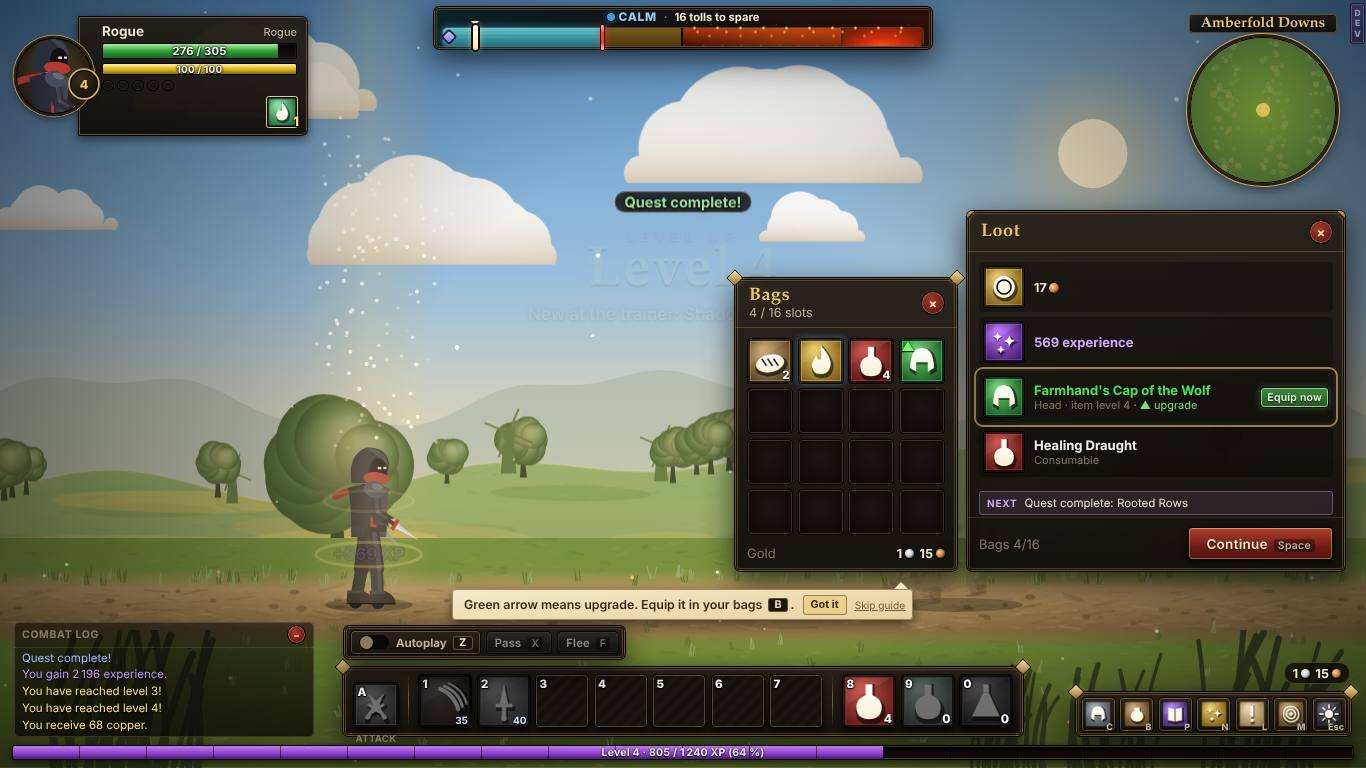 Rogue
Rogue
276 / 305
100 / 100
4
1
CALM · 16 tolls to spare
Amberfold Downs
DEV
Quest complete!
Level 4
Bags
4 / 16 slots
2
4
Gold
1 15
Loot
17
569 experience
Farmhand's Cap of the Wolf
Head · item level 4 · ▲ upgrade
Equip now
Healing Draught
Consumable
NEXT Quest complete: Rooted Rows
Bags 4/16
Continue Space
Green arrow means upgrade. Equip it in your bags B .
Got it
Skip guide
COMBAT LOG
Quest complete!
You gain 2 196 experience.
You have reached level 3!
You have reached level 4!
You receive 68 copper.
Autoplay Z
Pass X
Flee F
A
ATTACK
1 35
2 40
3
4
5
6
7
8 4
9 0
0 0
1 15
C
B
P
N
L
M
Esc
Level 4 · 805 / 1 240 XP (64 %)